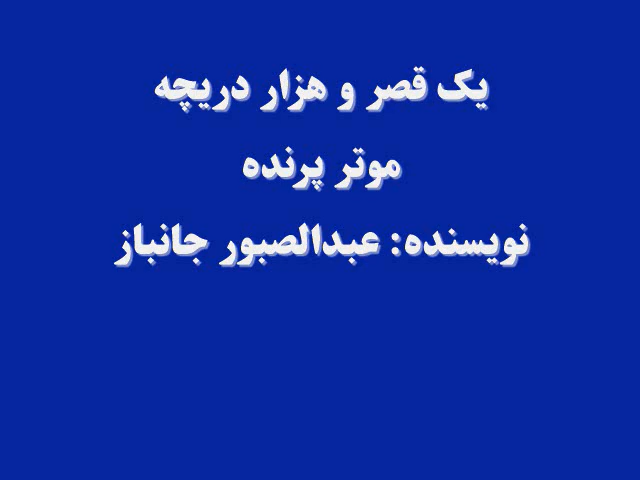 یک قصر و هزار دریچه
موتر پرنده
نویسنده: عبدالصبور جانباز